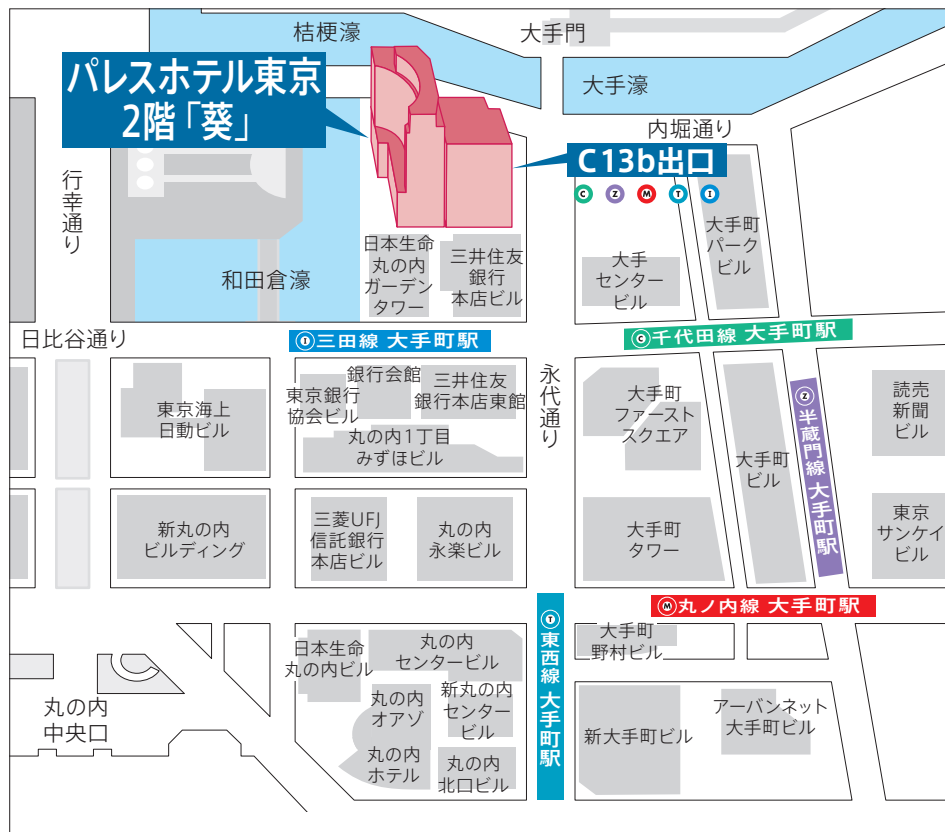 桔梗濠
大手門
パレスホテル東京
2階「葵」
大手濠
内堀通り
C13b出口
C
Z
M
T
I
行幸通り
大手町
パーク
ビル
日本生命
丸の内
ガーデン
タワー
三井住友
銀行
本店ビル
大手
センター
ビル
和田倉濠
日比谷通り
I三田線 大手町駅
C千代田線 大手町駅
永代通り
銀行会館
東京銀行
協会ビル
三井住友
銀行本店東館
東京海上
日動ビル
丸の内1丁目
みずほビル
大手町
ファースト
スクエア
大手町
ビル
Z半蔵門線 大手町駅
読売
新聞
ビル
新丸の内
ビルディング
三菱UFJ
信託銀行
本店ビル
丸の内
永楽ビル
大手町
タワー
東京
サンケイ
ビル
M丸ノ内線 大手町駅
T東西線 大手町駅
日本生命
丸の内ビル
丸の内
センタービル
大手町
野村ビル
丸の内
オアゾ
新丸の内
センター
ビル
丸の内
中央口
丸の内
ホテル
丸の内
北口ビル
新大手町ビル
アーバンネット
大手町ビル